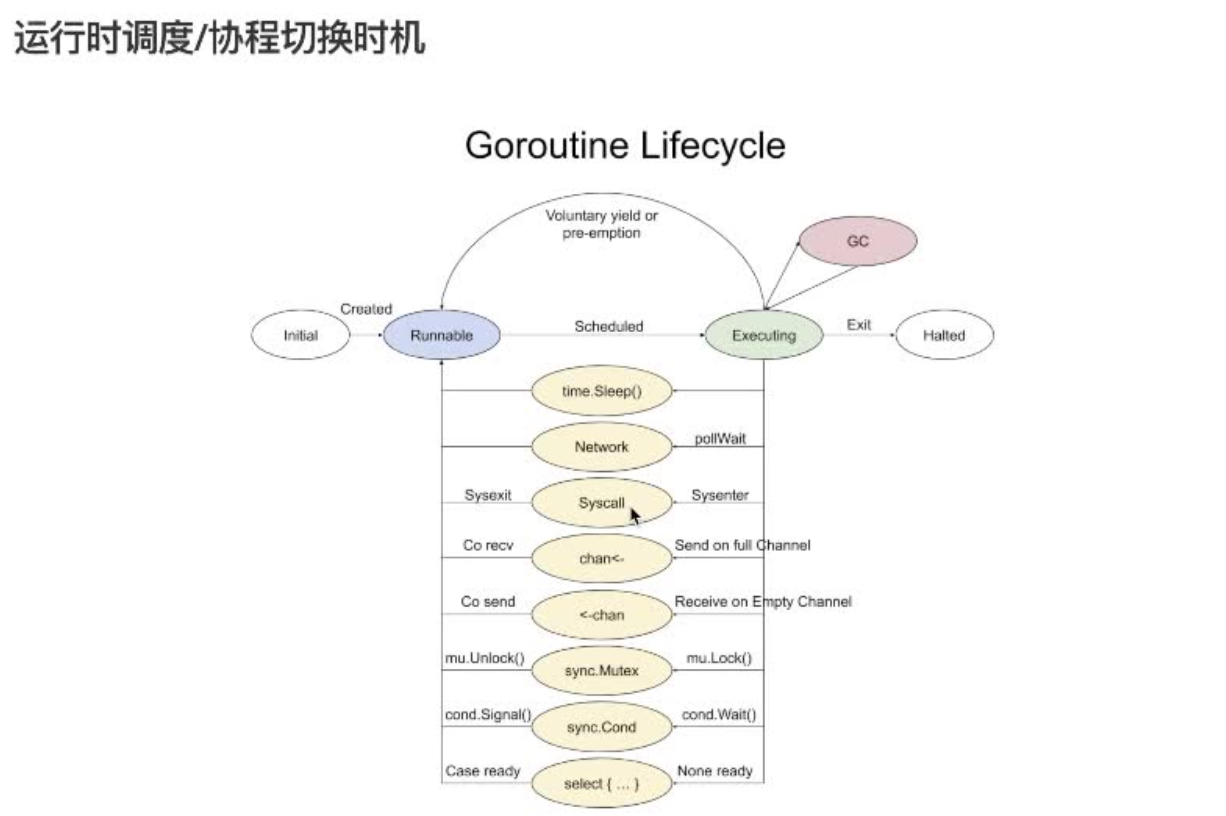 运行时调度/协程切换时机
Goroutine Lifecycle
Voluntary yield or
pre-emption
GC
Created
Initial
Runnable
Scheduled
Executing
Exit
Halted
time.Sleep()
Network
pollWait
Sysexit
Syscall
Sysenter
Co recv
chan<-
Send on full Channel
Co send
<-chan
Receive on Empty Channel
mu.Unlock()
sync.Mutex
mu.Lock()
cond.Signal()
sync.Cond
cond.Wait()
Case ready
select { ... }
None ready